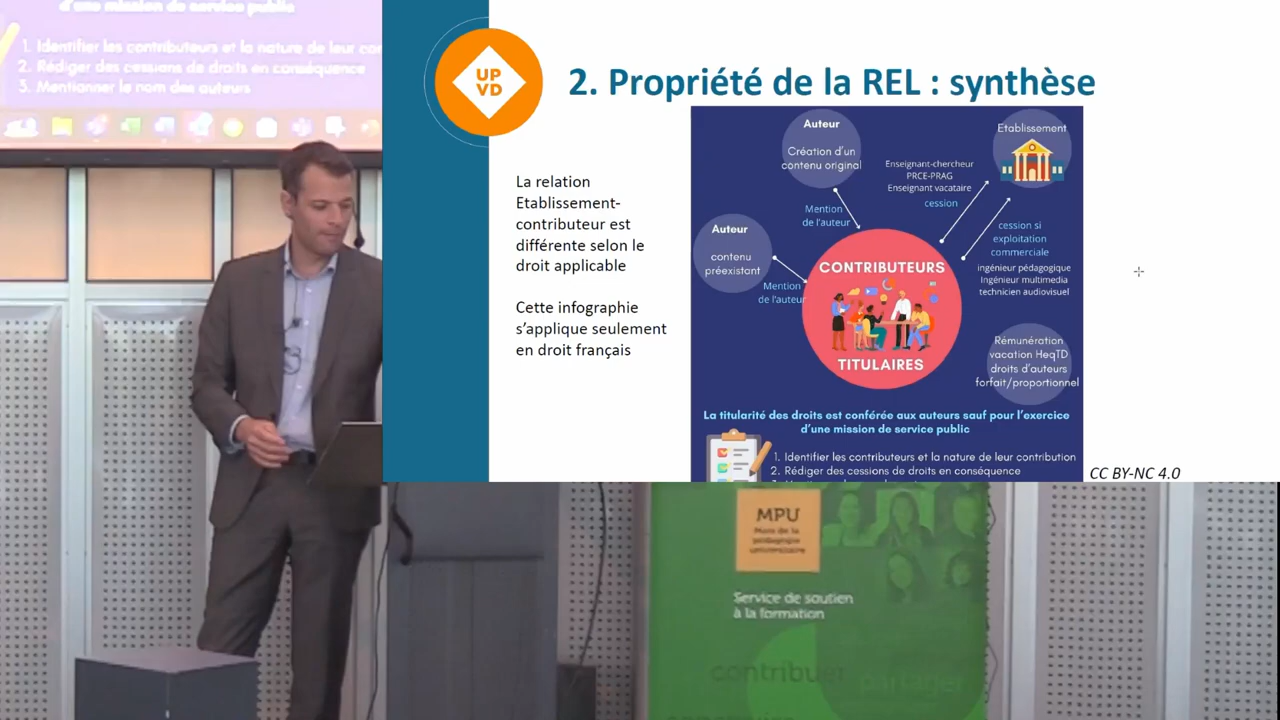 d'une mission de service public
1. Identifier les contributeurs et la nature de leur con
2. Rédiger des cessions de droits en conséquence
3. Mentionner le nom des auteurs
UP
VD
2. Propriété de la REL : synthèse
La relation
Etablissement-
contributeur est
différente selon le
droit applicable
Cette infographie
s'applique seulement
en droit français
Auteur
Création d'un
contenu original
Mention
de l'auteur
Auteur
contenu
préexistant
Mention
de l'auteur
Etablissement
Enseignant-chercheur
PRCE-PRAG
Enseignant vacataire
cession
cession si
exploitation
commerciale
ingénieur pédagogique
Ingénieur multimedia
technicien audiovisuel
CONTRIBUTEURS
TITULAIRES
Rémunération
vacation HeqTD
droits d'auteurs
forfait/proportionnel
La titularité des droits est conférée aux auteurs sauf pour l'exercice
d'une mission de service public
1. Identifier les contributeurs et la nature de leur contribution
2. Rédiger des cessions de droits en conséquence
CC BY-NC 4.0
MPU
Mois de la
pédagogie
universitaire
Service de soutien
à la formation
contribuer
partager